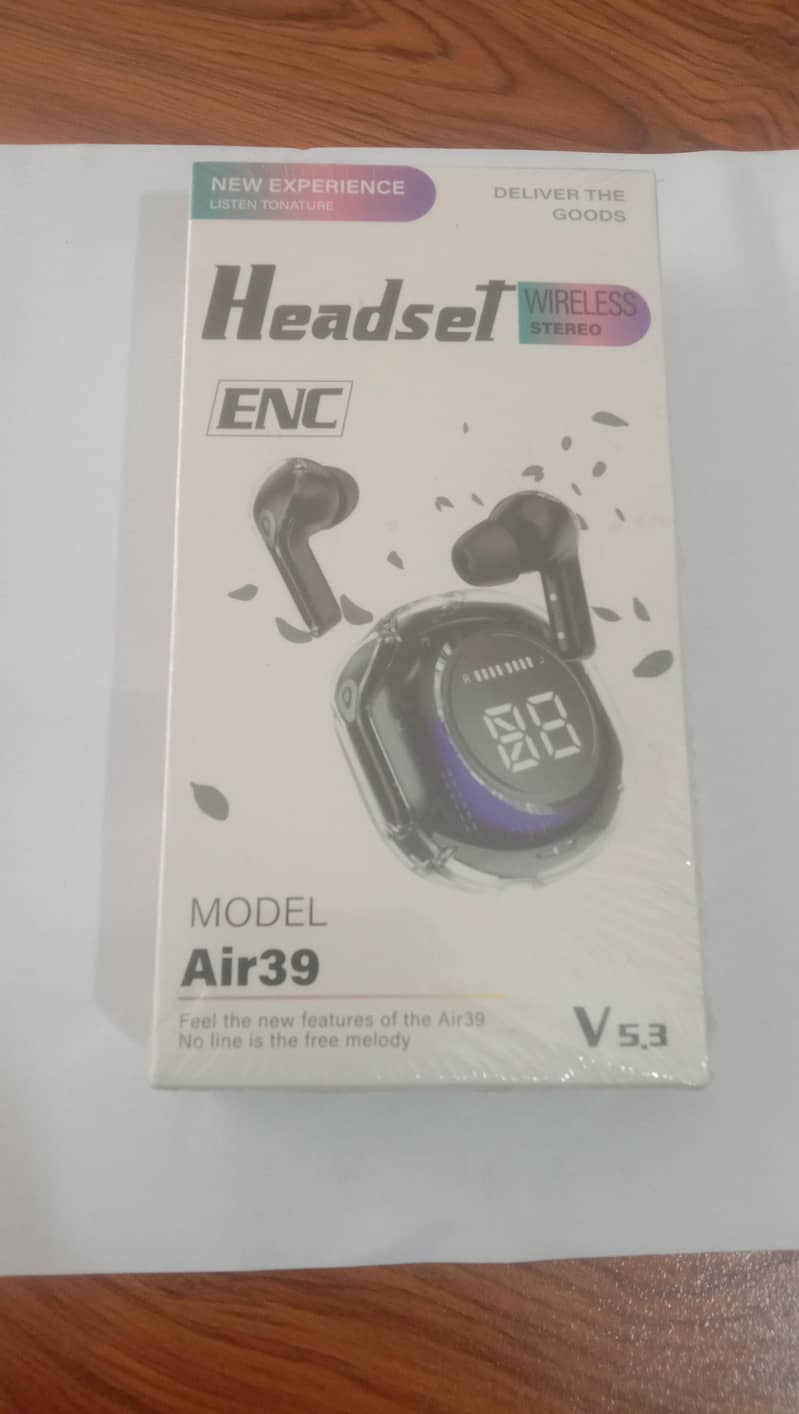 NEW EXPERIENCE
LISTEN TONATURE
DELIVER THE
GOODS
Headset
WIRELESS
STEREO
ENC
88
MODEL
Air39
Feel the new features of the Air39
No line is the free melody
V 5.3